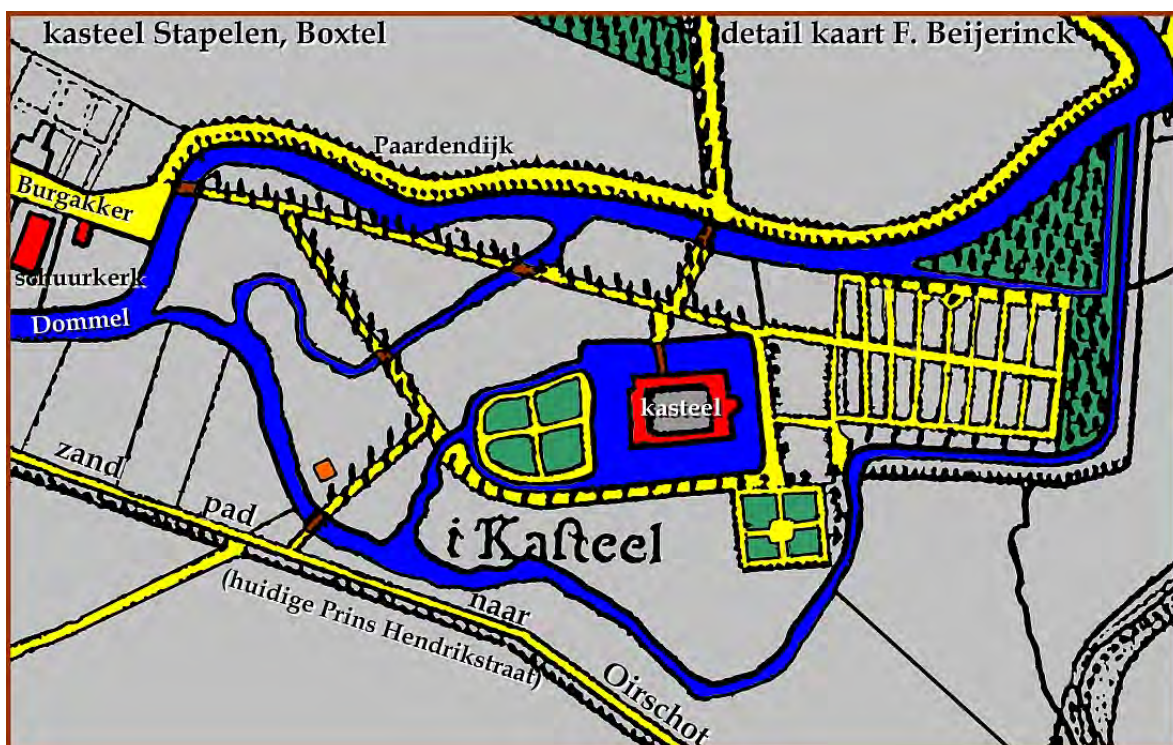 kasteel Stapelen, Boxtel
detail kaart F. Beijerinck
Paardendijk
Burgakker
schuurkerk
Dommel
kasteel
zand
pad
naar
Oirschot
(huidige Prins Hendrikstraat)
t Kaſteel